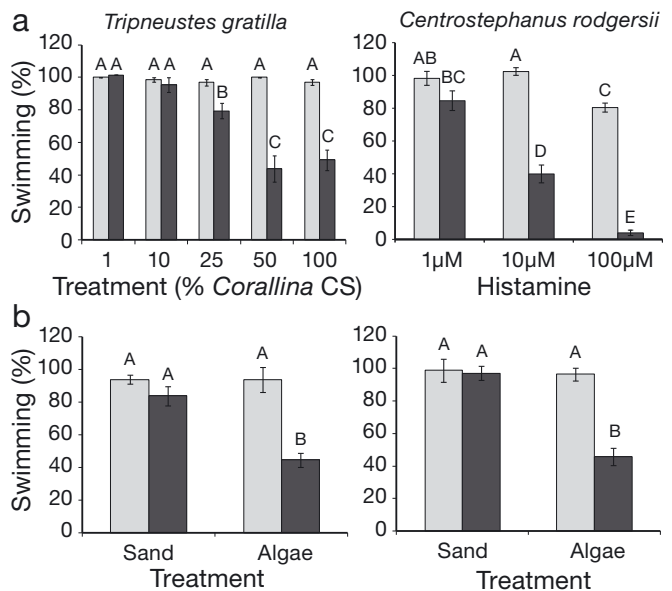 a
Tripneustes gratilla
Centrostephanus rodgersii
Swimming (%)
120
100
80
60
40
20
0
A A
A A
A
B
A
C
A
C
1
10
25
50
100
Treatment (% Corallina CS)
120
100
80
60
40
20
0
AB
BC
A
D
C
E
1µM
10µM
100µM
Histamine
b
Swimming (%)
120
100
80
60
40
20
0
A
A
A
B
Sand
Algae
Treatment
120
100
80
60
40
20
0
A
A
A
B
Sand
Algae
Treatment